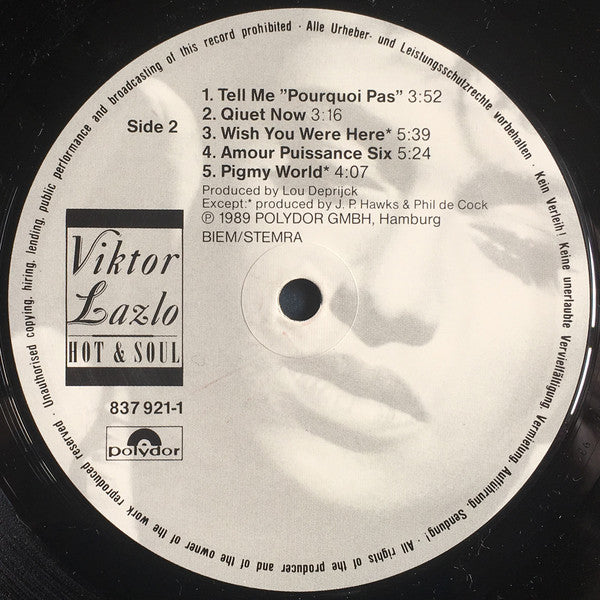 Side 2
1. Tell Me "Pourquoi Pas" 3:52
2. Qiuet Now 3:16
3. Wish You Were Here* 5:39
4. Amour Puissance Six 5:24
5. Pigmy World* 4:07
Produced by Lou Deprijck
Except:* produced by J. P. Hawks & Phil de Cock
℗ 1989 POLYDOR GMBH, Hamburg
BIEM/STEMRA
Viktor
Lazlo
HOT & SOUL
837 921-1
polydor
Alle Urheber- und Leistungsschutzrechte vorbehalten · Kein Verleih! Keine unerlaubte Vervielfältigung, Vermietung, Aufführung, Sendung! · All rights of the producer and of the owner of the work reproduced reserved · Unauthorised copying, hiring, lending, public performance and broadcasting of this record prohibited ·